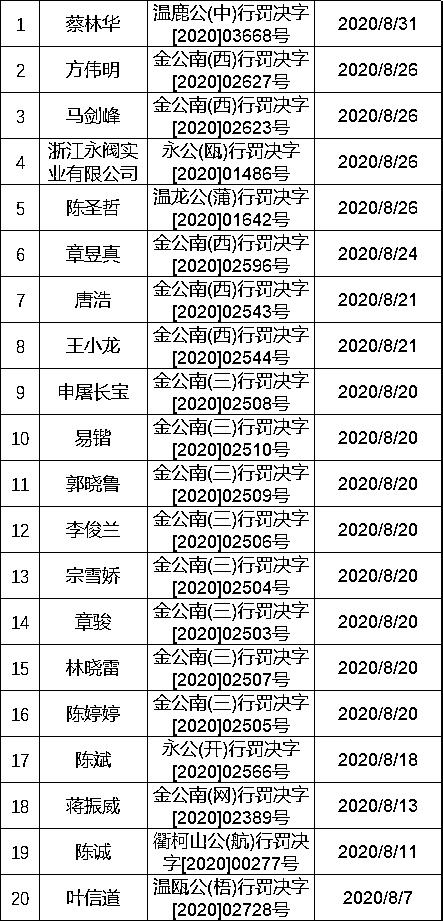 1 蔡林华 温鹿公(中)行罚决字
[2020]03668号 2020/8/31
2 方伟明 金公南(西)行罚决字
[2020]02627号 2020/8/26
3 马剑峰 金公南(西)行罚决字
[2020]02623号 2020/8/26
4 浙江永阀实
业有限公司 永公(瓯)行罚决字
[2020]01486号 2020/8/26
5 陈圣哲 温龙公(蒲)行罚决字
[2020]01642号 2020/8/26
6 章昱真 金公南(西)行罚决字
[2020]02596号 2020/8/24
7 唐浩 金公南(西)行罚决字
[2020]02543号 2020/8/21
8 王小龙 金公南(西)行罚决字
[2020]02544号 2020/8/21
9 申屠长宝 金公南(三)行罚决字
[2020]02508号 2020/8/20
10 易锴 金公南(三)行罚决字
[2020]02510号 2020/8/20
11 郭晓鲁 金公南(三)行罚决字
[2020]02509号 2020/8/20
12 李俊兰 金公南(三)行罚决字
[2020]02506号 2020/8/20
13 宗雪娇 金公南(三)行罚决字
[2020]02504号 2020/8/20
14 章骏 金公南(三)行罚决字
[2020]02503号 2020/8/20
15 林晓雷 金公南(三)行罚决字
[2020]02507号 2020/8/20
16 陈婷婷 金公南(三)行罚决字
[2020]02505号 2020/8/20
17 陈斌 永公(开)行罚决字
[2020]02566号 2020/8/18
18 蒋振威 金公南(网)行罚决字
[2020]02389号 2020/8/13
19 陈诚 衢柯山公(航)行罚决
字[2020]00277号 2020/8/11
20 叶信道 温瓯公(梧)行罚决字
[2020]02728号 2020/8/7